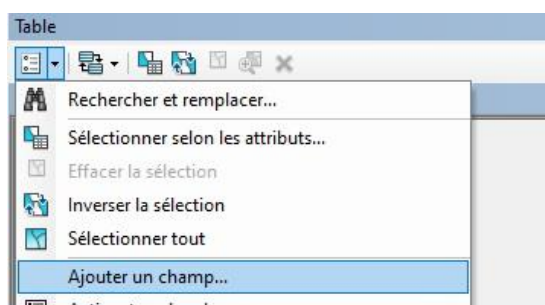 Table
Rechercher et remplacer...
Sélectionner selon les attributs...
Effacer la sélection
Inverser la sélection
Sélectionner tout
Ajouter un champ...